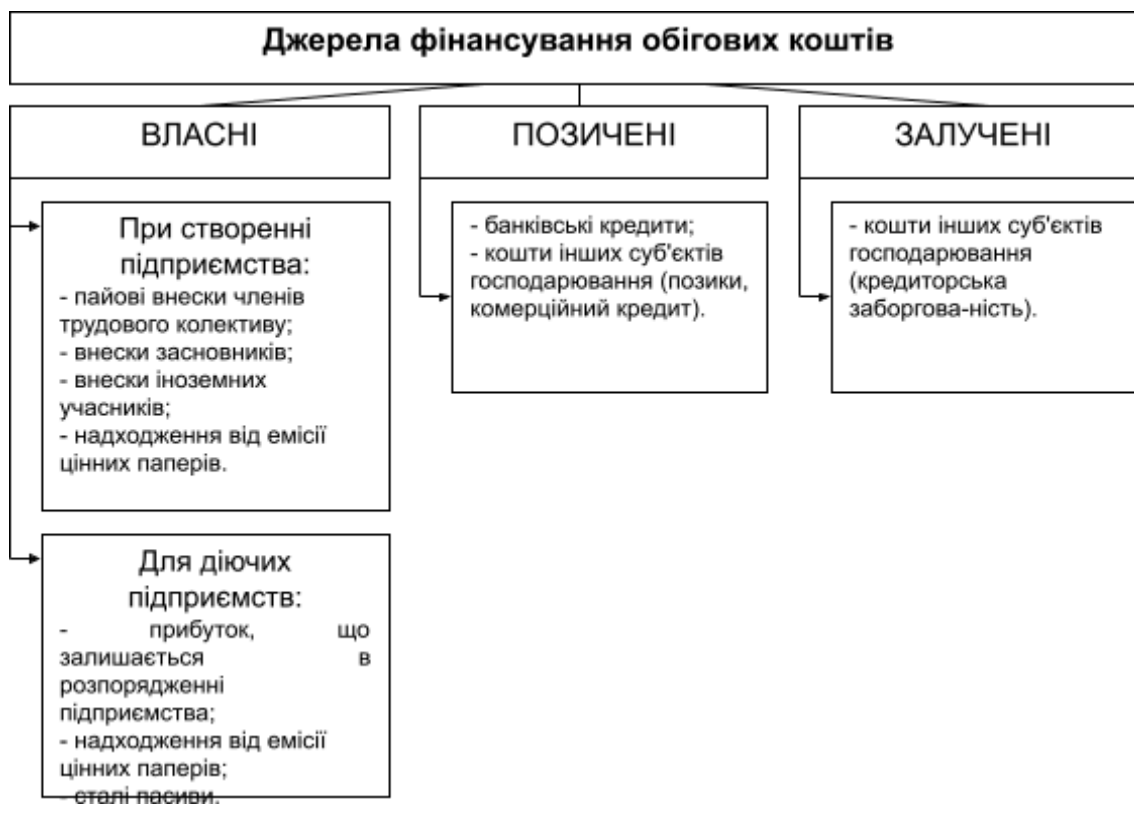 Джерела фінансування обігових коштів
ВЛАСНІ
ПОЗИЧЕНІ
ЗАЛУЧЕНІ
При створенні
підприємства:
- пайові внески членів
трудового колективу;
- внески засновників;
- внески іноземних
учасників;
- надходження від емісії
цінних паперів.
Для діючих
підприємств:
- прибуток, що
залишається в
розпорядженні
підприємства;
- надходження від емісії
цінних паперів;
- сталі пасиви.
- банківські кредити;
- кошти інших суб'єктів
господарювання (позики,
комерційний кредит).
- кошти інших суб'єктів
господарювання
(кредиторська
заборгова-ність).